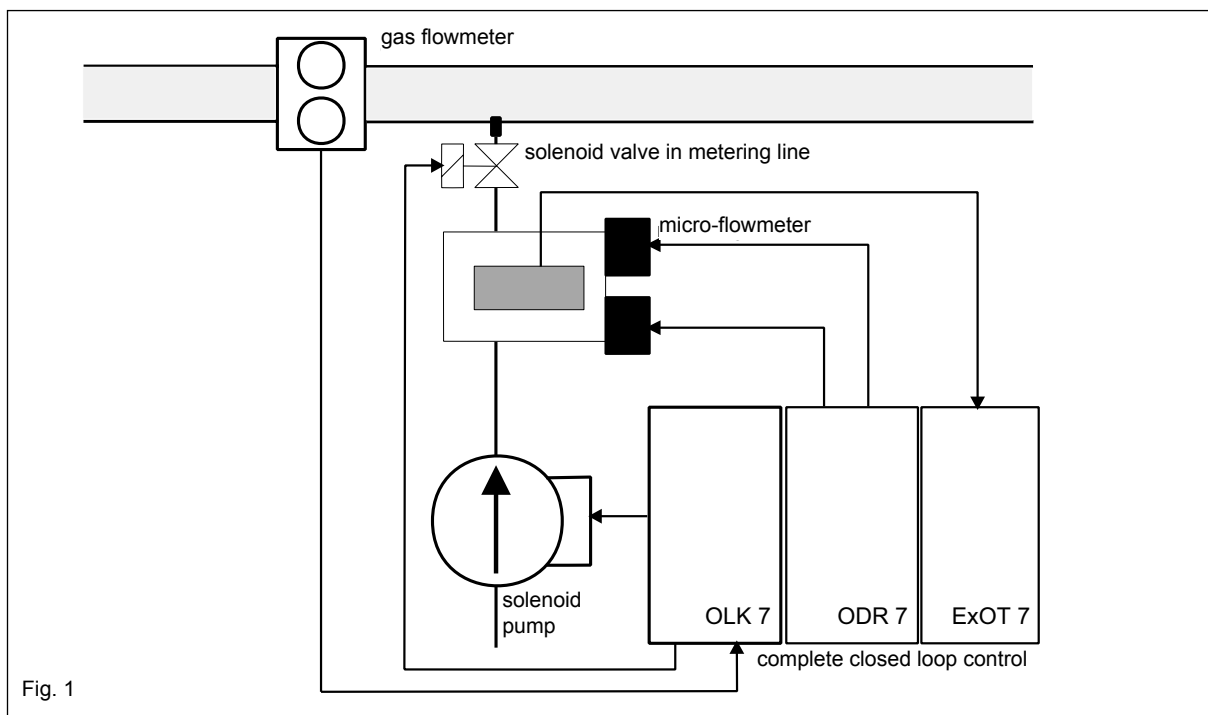 gas flowmeter
solenoid valve in metering line
micro-flowmeter
solenoid
pump
OLK 7
ODR 7
ExOT 7
complete closed loop control
Fig. 1